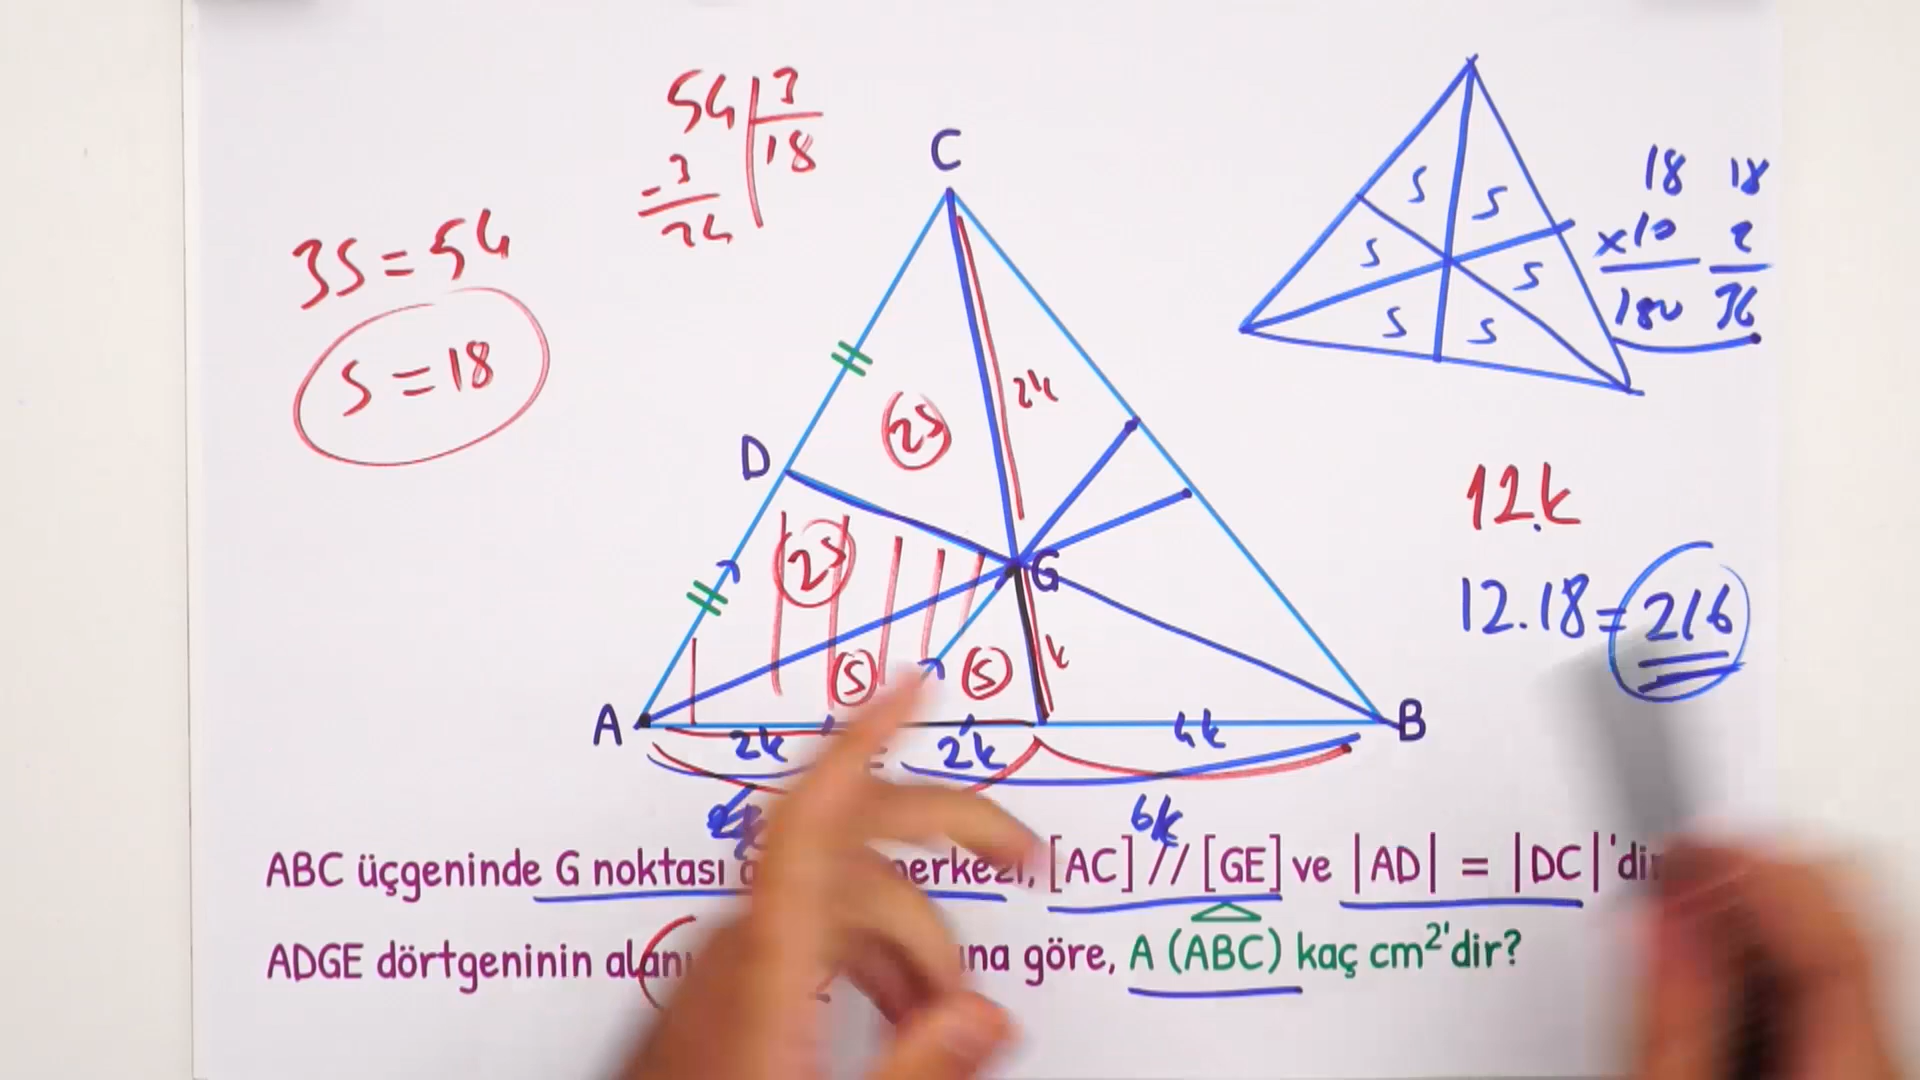 54 | 3
18
-3
24
3S = 54
S = 18
C
D
G
A
B
2S
2S
S
S
2k
k
2k
2k
4k
6k
S S
S S
S S
18 18
x10 2
180 36
12.k
12.18 = 216
ABC üçgeninde G noktası [AC] // [GE] ve |AD| = |DC|'dir
ADGE dörtgeninin göre, A (ABC) kaç cm²'dir?